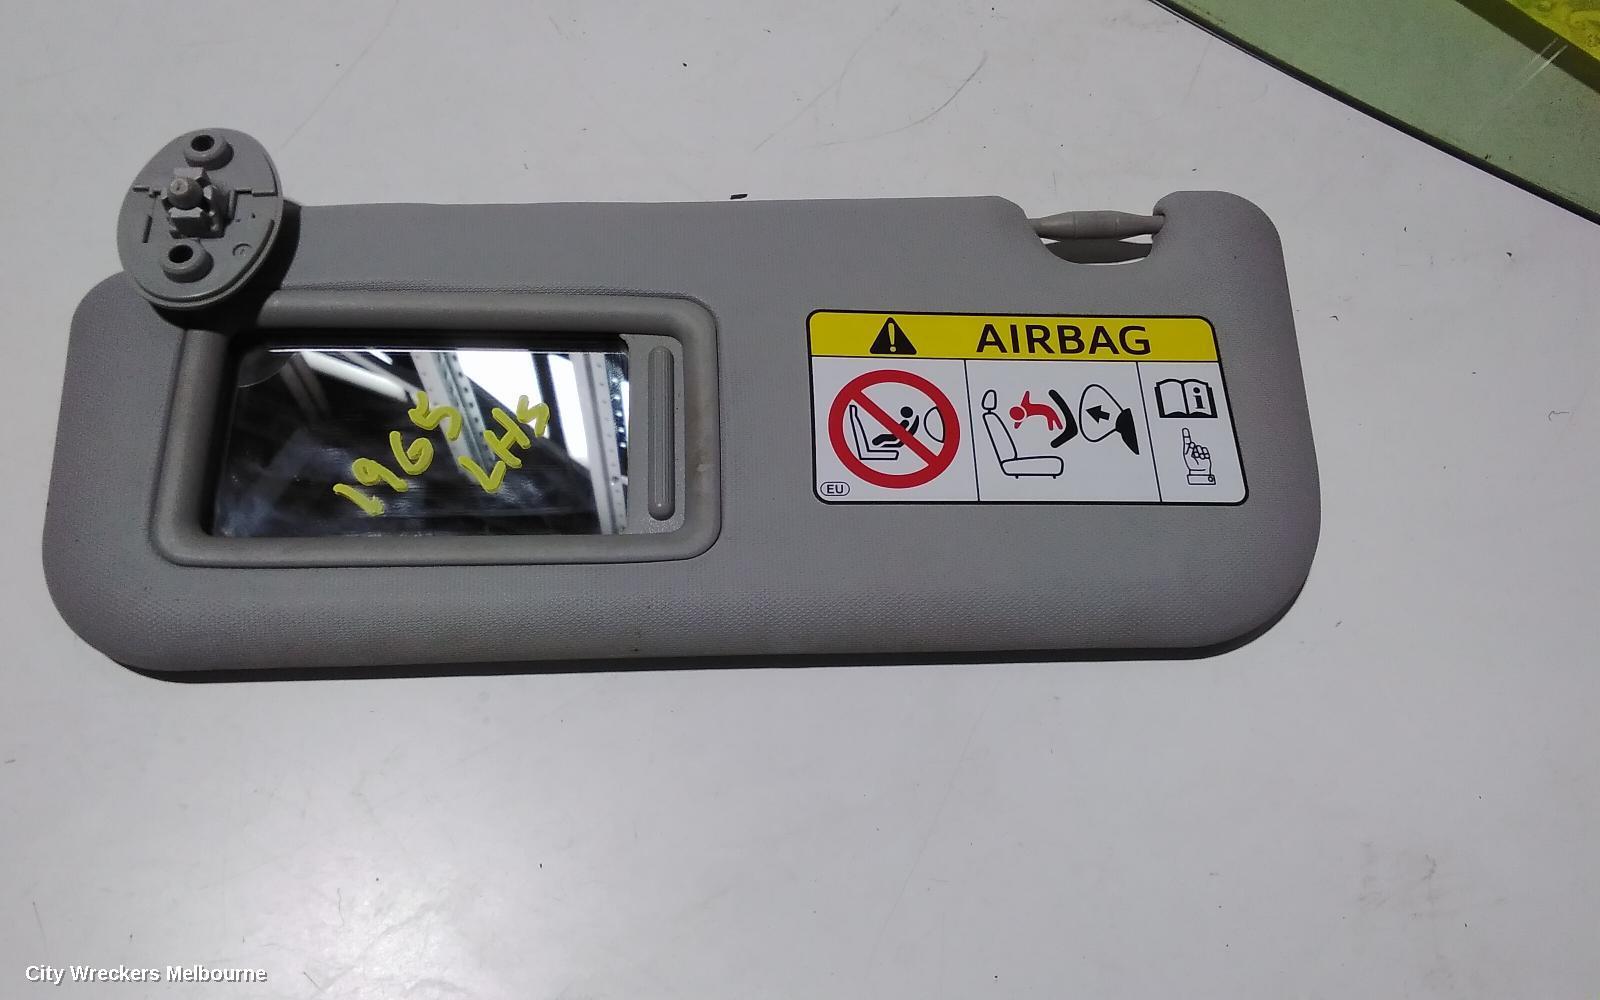 AIRBAG
EU
1965
LHS
City Wreckers Melbourne